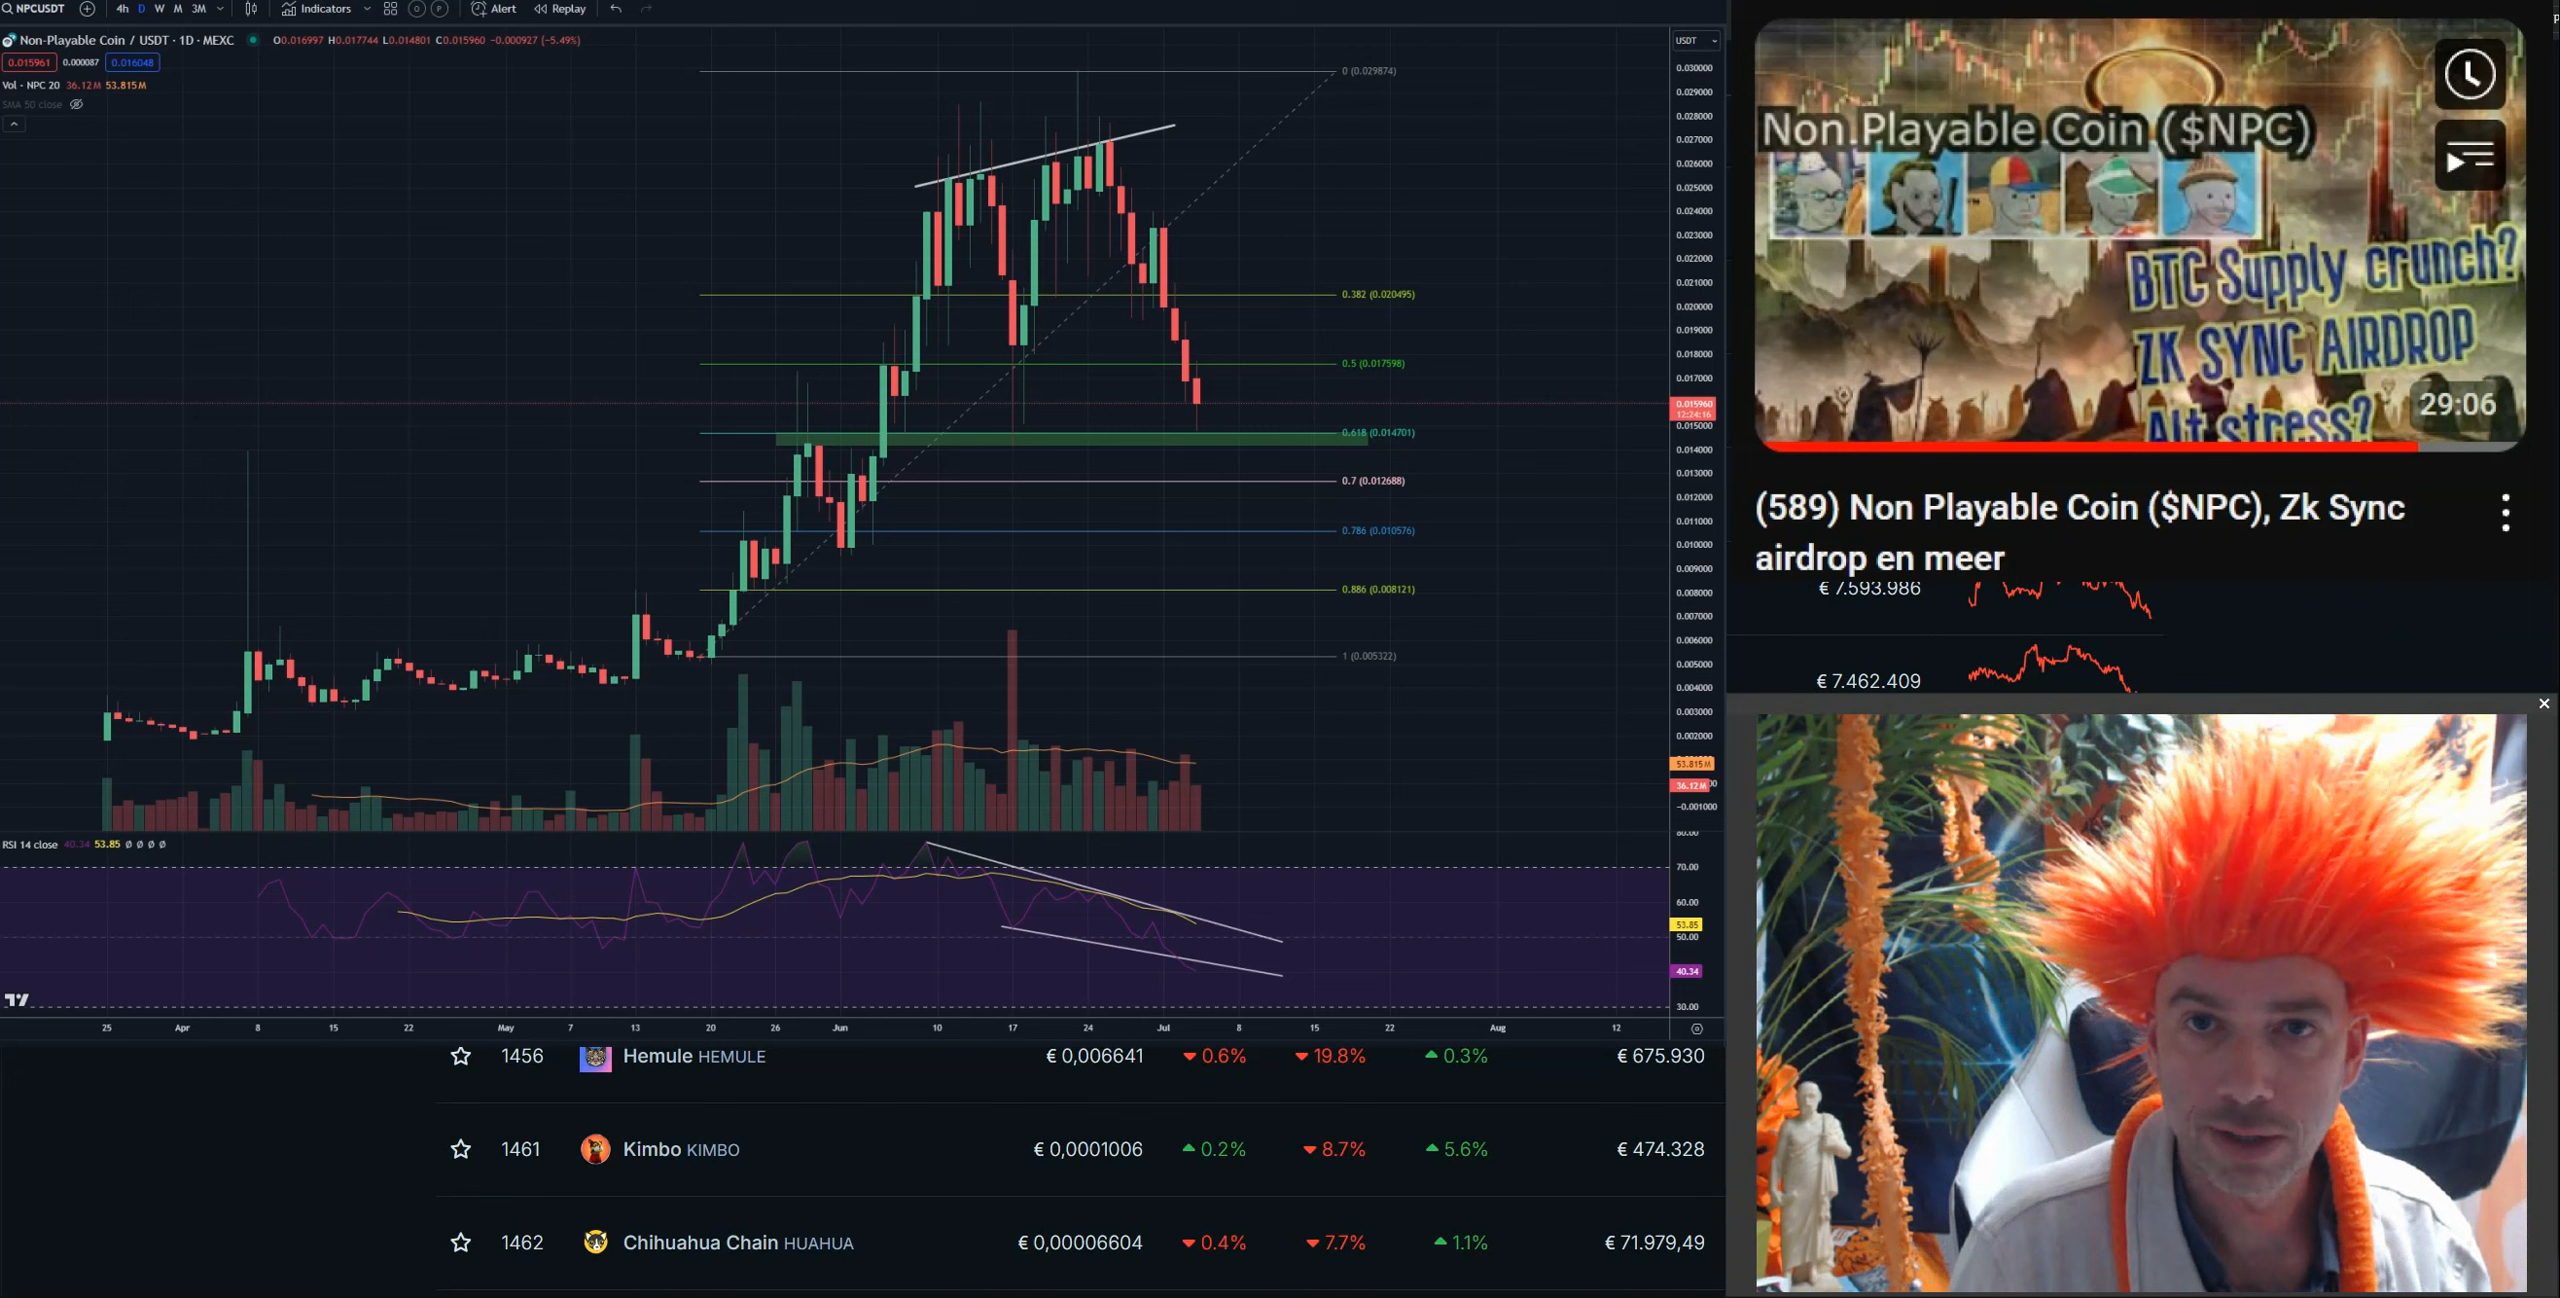 NPCUSDT 4h D W M 3M Indicators Alert Replay
Non-Playable Coin / USDT · 1D · MEXC O0.016997 H0.017744 L0.014801 C0.015960 -0.000927 (-5.49%)
0.015961 0.000087 0.016048
Vol · NPC 20 36.12M 53.815M
SMA 50 close
USDT
0.030000
0.029000
0.028000
0.027000
0.026000
0.025000
0.024000
0.023000
0.022000
0.021000
0.020000
0.019000
0.018000
0.017000
0.015960
12:24:16
0.015000
0.014000
0.013000
0.012000
0.011000
0.010000
0.009000
0.008000
0.007000
0.006000
0.005000
0.004000
0.003000
0.002000
53.815M
36.12M
-0.001000
0 (0.029874)
0.382 (0.020495)
0.5 (0.017598)
0.618 (0.014701)
0.7 (0.012688)
0.786 (0.010576)
0.886 (0.008121)
1 (0.005322)
RSI 14 close 40.34 53.85 Ø Ø Ø Ø
80.00
70.00
60.00
53.85
50.00
40.34
30.00
25 Apr 8 15 22 May 7 13 20 26 Jun 10 17 24 Jul 8 15 22 Aug 12
1456 Hemule HEMULE € 0,006641 0.6% 19.8% 0.3% € 675.930
1461 Kimbo KIMBO € 0,0001006 0.2% 8.7% 5.6% € 474.328
1462 Chihuahua Chain HUAHUA € 0,00006604 0.4% 7.7% 1.1% € 71.979,49
Non Playable Coin ($NPC)
BTC Supply crunch?
ZK SYNC AIRDROP
Alt stress?
29:06
(589) Non Playable Coin ($NPC), Zk Sync
airdrop en meer
€ 7.593.986
€ 7.462.409